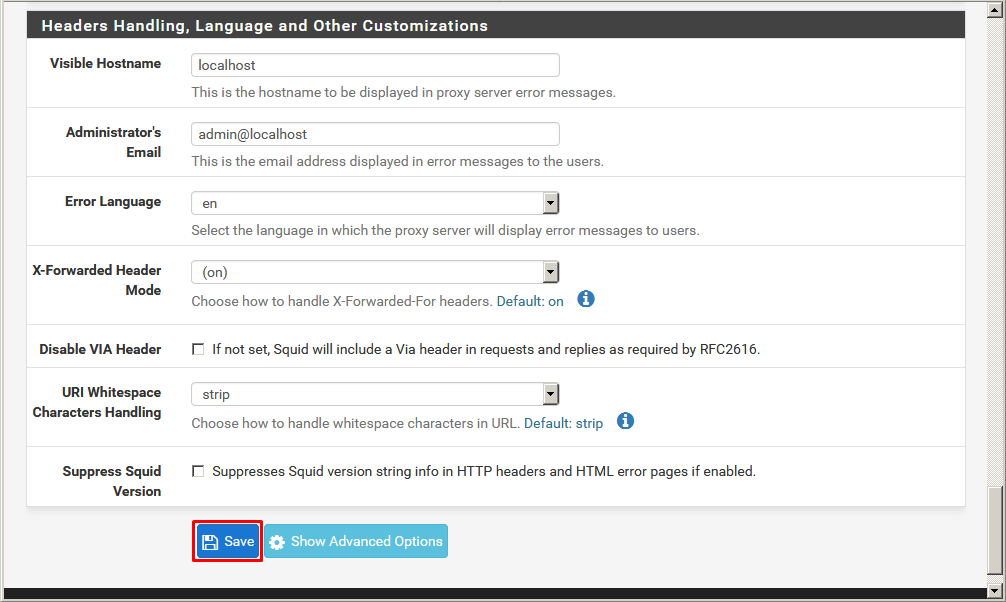 Headers Handling, Language and Other Customizations
Visible Hostname
localhost
This is the hostname to be displayed in proxy server error messages.
Administrator's
Email
admin@localhost
This is the email address displayed in error messages to the users.
Error Language
en
Select the language in which the proxy server will display error messages to users.
X-Forwarded Header
Mode
(on)
Choose how to handle X-Forwarded-For headers. Default: on
Disable VIA Header
If not set, Squid will include a Via header in requests and replies as required by RFC2616.
URI Whitespace
Characters Handling
strip
Choose how to handle whitespace characters in URL. Default: strip
Suppress Squid
Version
Suppresses Squid version string info in HTTP headers and HTML error pages if enabled.
Save
Show Advanced Options